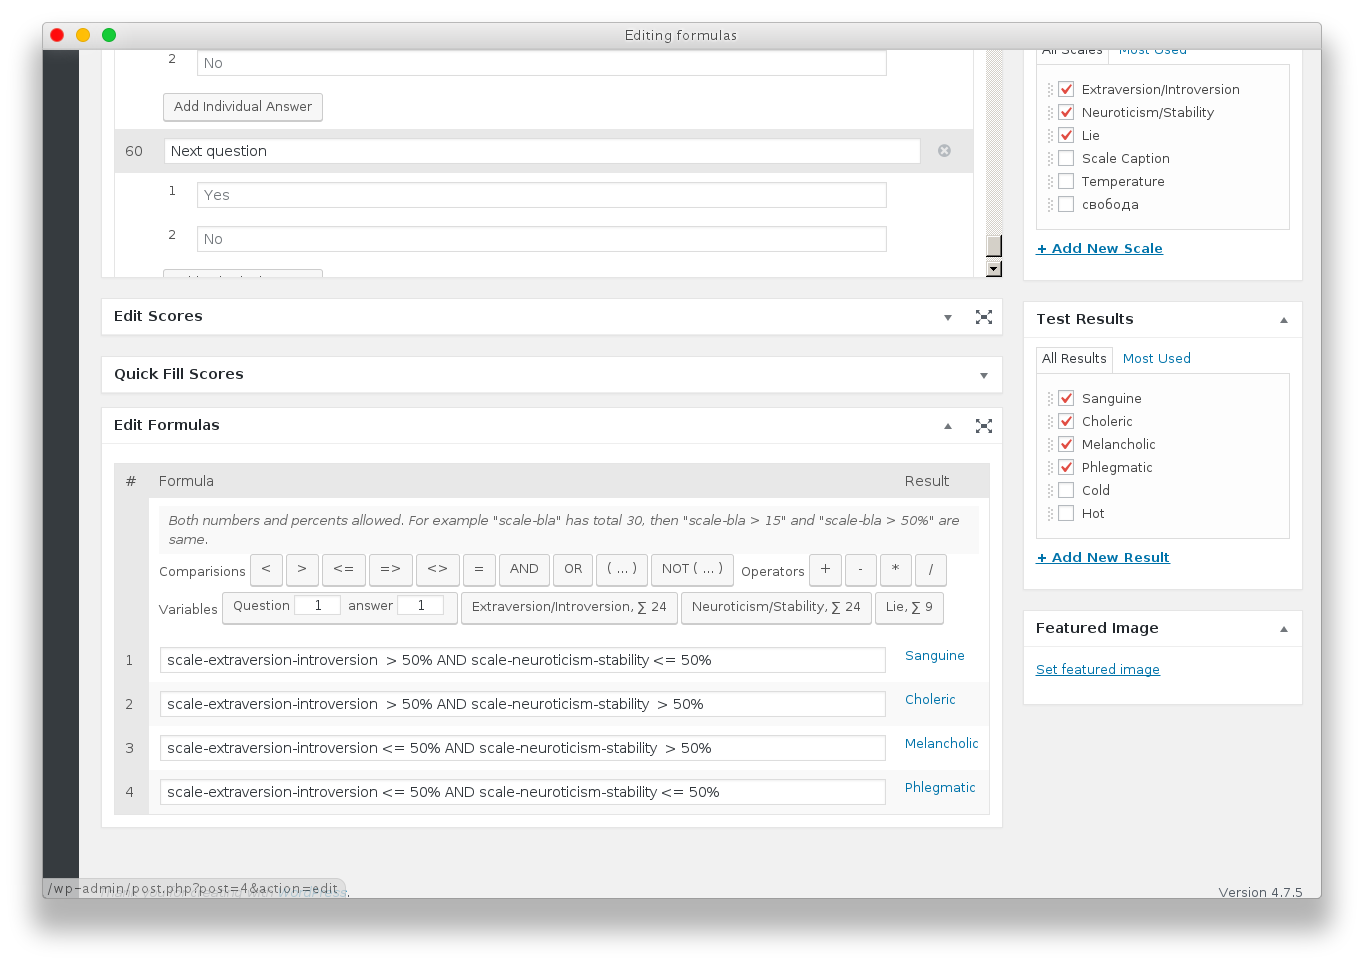 Editing formulas
2 No
Add Individual Answer
60 Next question
1 Yes
2 No
Edit Scores
Quick Fill Scores
Edit Formulas
# Formula Result
Both numbers and percents allowed. For example "scale-bla" has total 30, then "scale-bla > 15" and "scale-bla > 50%" are
same.
Comparisions < > <= => <> = AND OR ( ... ) NOT ( ... ) Operators + - * /
Variables Question 1 answer 1 Extraversion/Introversion, ∑ 24 Neuroticism/Stability, ∑ 24 Lie, ∑ 9
1 scale-extraversion-introversion  > 50% AND scale-neuroticism-stability <= 50% Sanguine
2 scale-extraversion-introversion  > 50% AND scale-neuroticism-stability  > 50% Choleric
3 scale-extraversion-introversion <= 50% AND scale-neuroticism-stability  > 50% Melancholic
4 scale-extraversion-introversion <= 50% AND scale-neuroticism-stability <= 50% Phlegmatic
All Scales Most Used
Extraversion/Introversion
Neuroticism/Stability
Lie
Scale Caption
Temperature
свобода
+ Add New Scale
Test Results
All Results Most Used
Sanguine
Choleric
Melancholic
Phlegmatic
Cold
Hot
+ Add New Result
Featured Image
Set featured image
/wp-admin/post.php?post=4&action=edit
Version 4.7.5